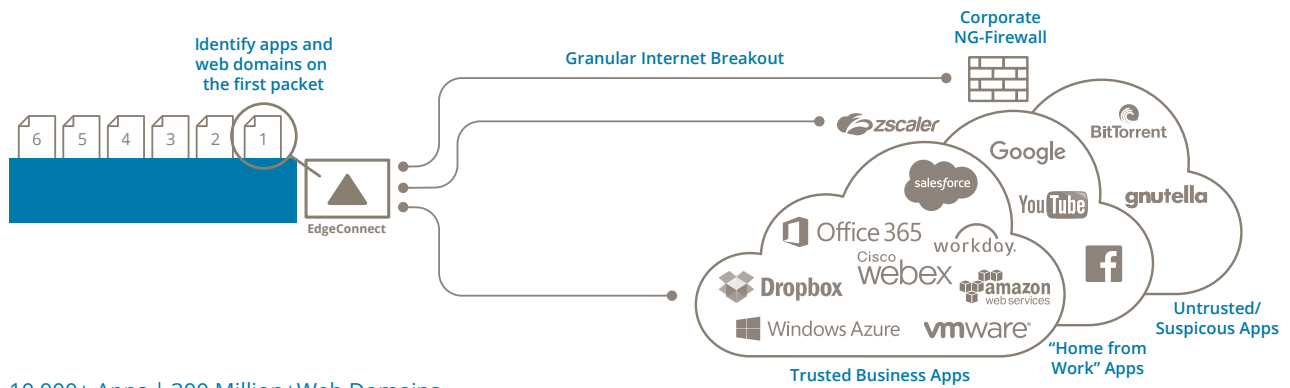 Identify apps and
web domains on
the first packet
6
5
4
3
2
1
EdgeConnect
Granular Internet Breakout
Corporate
NG-Firewall
zscaler
BitTorrent
gnutella
Untrusted/
Suspicous Apps
Google
YouTube
f
"Home from
Work" Apps
salesforce
Office 365
workday.
Cisco
webex
Dropbox
amazon
web services
Windows Azure
vmware®
Trusted Business Apps